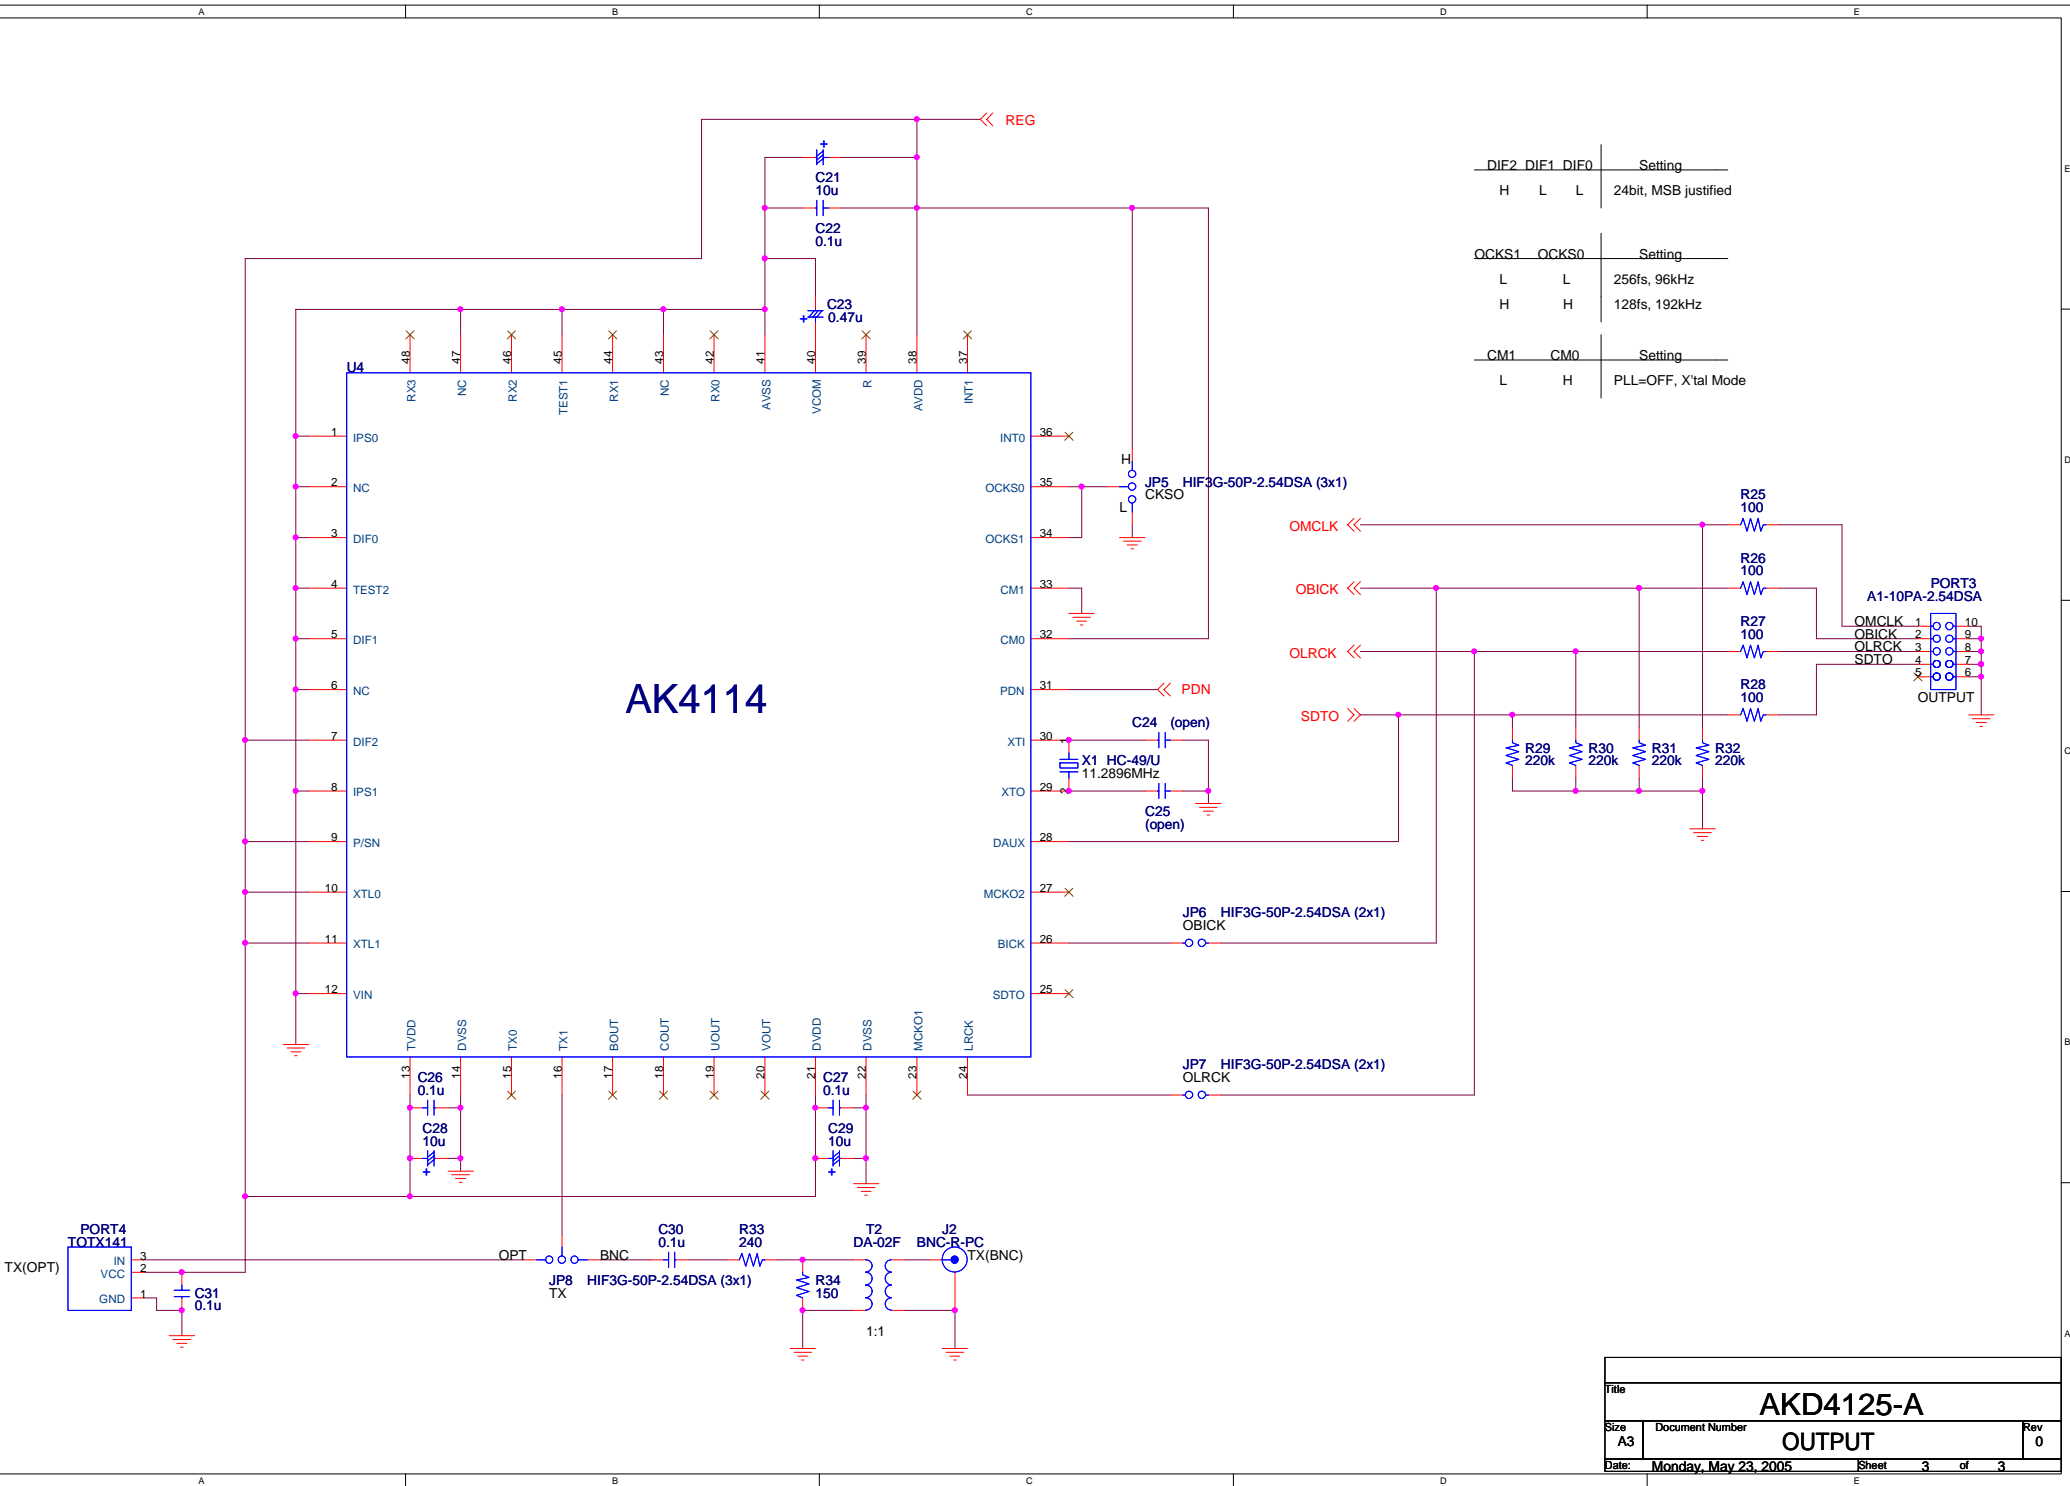 A B C D E
REG
C21
10u
C22
0.1u
C23
0.47u
DIF2 DIF1 DIF0 Setting
H L L 24bit, MSB justified
OCKS1 OCKS0 Setting
L L 256fs, 96kHz
H H 128fs, 192kHz
CM1 CM0 Setting
L H PLL=OFF, X'tal Mode
U4
48 47 46 45 44 43 42 41 40 39 38 37
RX3 NC RX2 TEST1 RX1 NC RX0 AVSS VCOM R AVDD INT1
1 IPS0
2 NC
3 DIF0
4 TEST2
5 DIF1
6 NC
7 DIF2
8 IPS1
9 P/SN
10 XTL0
11 XTL1
12 VIN
AK4114
INT0 36
OCKS0 35
OCKS1 34
CM1 33
CM0 32
PDN 31
XTI 30
XTO 29
DAUX 28
MCKO2 27
BICK 26
SDTO 25
TVDD DVSS TX0 TX1 BOUT COUT UOUT VOUT DVDD DVSS MCKO1 LRCK
13 14 15 16 17 18 19 20 21 22 23 24
H
JP5 HIF3G-50P-2.54DSA (3x1)
CKSO
L
PDN
C24 (open)
1
X1 HC-49/U
11.2896MHz
2
C25
(open)
JP6 HIF3G-50P-2.54DSA (2x1)
OBICK
JP7 HIF3G-50P-2.54DSA (2x1)
OLRCK
OMCLK
OBICK
OLRCK
SDTO
R25
100
R26
100
R27
100
R28
100
R29
220k
R30
220k
R31
220k
R32
220k
PORT3
A1-10PA-2.54DSA
OMCLK 1 10
OBICK 2 9
OLRCK 3 8
SDTO 4 7
5 6
OUTPUT
C26
0.1u
C28
10u
C27
0.1u
C29
10u
PORT4
TOTX141
TX(OPT)
IN 3
VCC 2
GND 1
C31
0.1u
OPT BNC
JP8 HIF3G-50P-2.54DSA (3x1)
TX
C30
0.1u
R33
240
R34
150
T2
DA-02F
1:1
J2
BNC-R-PC
TX(BNC)
E
D
C
B
A
Title
AKD4125-A
Size
A3
Document Number
OUTPUT
Rev
0
Date: Monday, May 23, 2005 Sheet 3 of 3
A B C D E